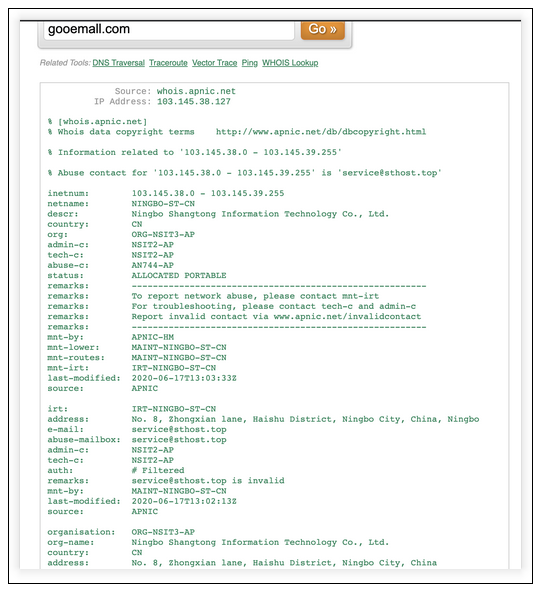 gooemall.com
Go »
Related Tools: DNS Traversal Traceroute Vector Trace Ping WHOIS Lookup
Source: whois.apnic.net
IP Address: 103.145.38.127
% [whois.apnic.net]
% Whois data copyright terms http://www.apnic.net/db/dbcopyright.html
% Information related to '103.145.38.0 - 103.145.39.255'
% Abuse contact for '103.145.38.0 - 103.145.39.255' is 'service@sthost.top'
inetnum: 103.145.38.0 - 103.145.39.255
netname: NINGBO-ST-CN
descr: Ningbo Shangtong Information Technology Co., Ltd.
country: CN
org: ORG-NSIT3-AP
admin-c: NSIT2-AP
tech-c: NSIT2-AP
abuse-c: AN744-AP
status: ALLOCATED PORTABLE
remarks: --------------------------------------------------------
remarks: To report network abuse, please contact mnt-irt
remarks: For troubleshooting, please contact tech-c and admin-c
remarks: Report invalid contact via www.apnic.net/invalidcontact
remarks: --------------------------------------------------------
mnt-by: APNIC-HM
mnt-lower: MAINT-NINGBO-ST-CN
mnt-routes: MAINT-NINGBO-ST-CN
mnt-irt: IRT-NINGBO-ST-CN
last-modified: 2020-06-17T13:03:33Z
source: APNIC
irt: IRT-NINGBO-ST-CN
address: No. 8, Zhongxian lane, Haishu District, Ningbo City, China, Ningbo
e-mail: service@sthost.top
abuse-mailbox: service@sthost.top
admin-c: NSIT2-AP
tech-c: NSIT2-AP
auth: # Filtered
remarks: service@sthost.top is invalid
mnt-by: MAINT-NINGBO-ST-CN
last-modified: 2020-06-17T13:02:13Z
source: APNIC
organisation: ORG-NSIT3-AP
org-name: Ningbo Shangtong Information Technology Co., Ltd.
country: CN
address: No. 8, Zhongxian lane, Haishu District, Ningbo City, China